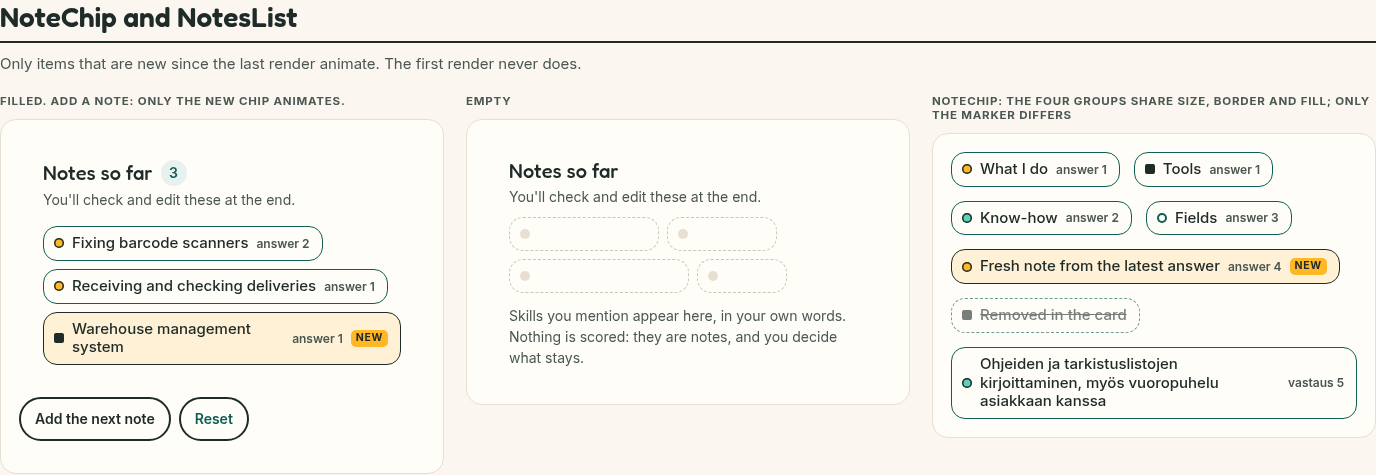 NoteChip and NotesList
Only items that are new since the last render animate. The first render never does.
FILLED. ADD A NOTE: ONLY THE NEW CHIP ANIMATES.
Notes so far 3
You'll check and edit these at the end.
Fixing barcode scanners answer 2
Receiving and checking deliveries answer 1
Warehouse management
system
answer 1 NEW
Add the next note
Reset
EMPTY
Notes so far
You'll check and edit these at the end.
Skills you mention appear here, in your own words.
Nothing is scored: they are notes, and you decide
what stays.
NOTECHIP: THE FOUR GROUPS SHARE SIZE, BORDER AND FILL; ONLY
THE MARKER DIFFERS
What I do answer 1
Tools answer 1
Know-how answer 2
Fields answer 3
Fresh note from the latest answer answer 4 NEW
Removed in the card
Ohjeiden ja tarkistuslistojen
kirjoittaminen, myös vuoropuhelu
asiakkaan kanssa
vastaus 5